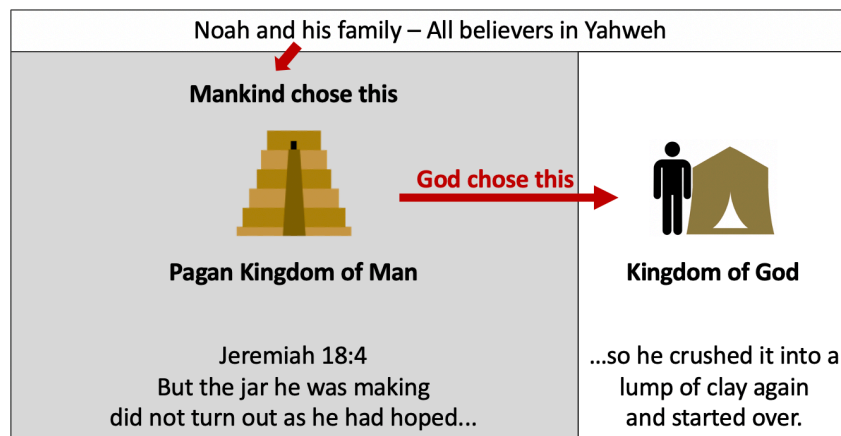 Noah and his family – All believers in Yahweh
Mankind chose this
God chose this
Pagan Kingdom of Man
Kingdom of God
Jeremiah 18:4
But the jar he was making
did not turn out as he had hoped...
...so he crushed it into a
lump of clay again
and started over.